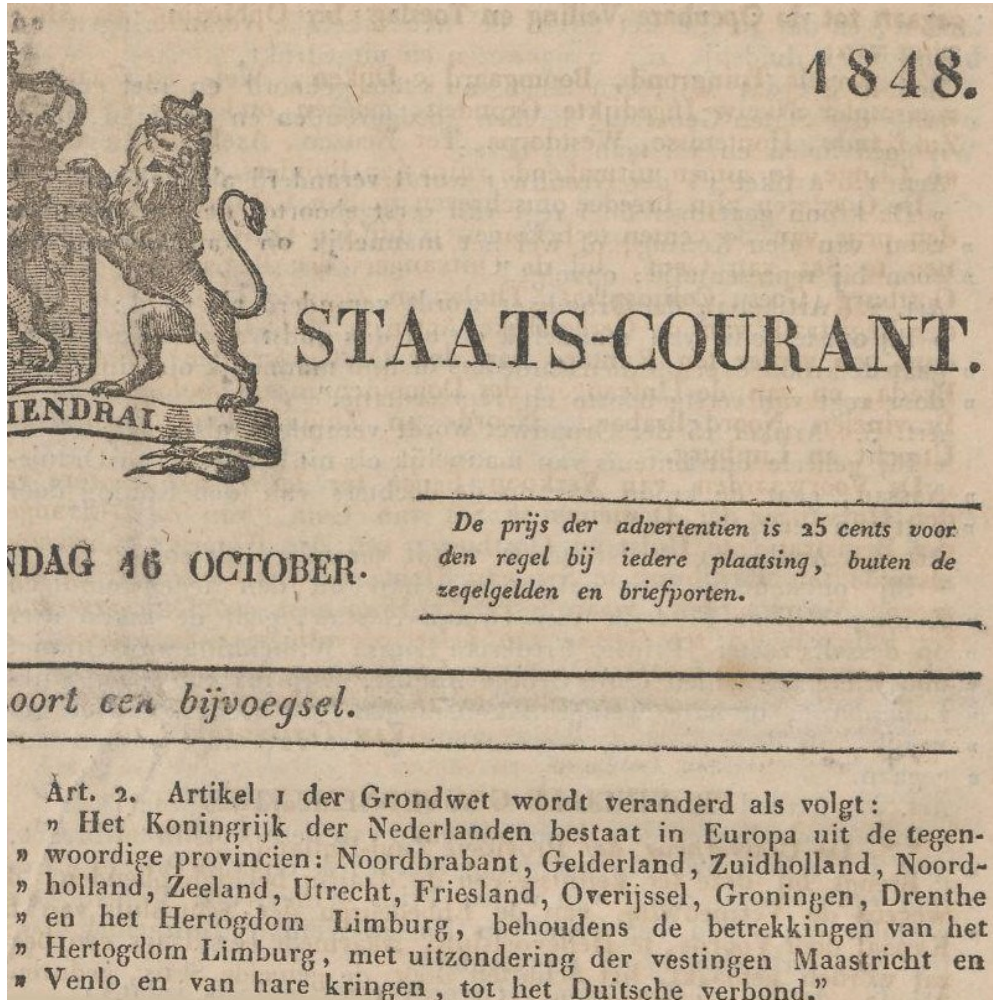 1848.
STAATS-COURANT.
IENDRAI.
NDAG 16 OCTOBER.
De prijs der advertentien is 25 cents voor
den regel bij iedere plaatsing, buiten de
zegelgelden en briefporten.
oort een bijvoegsel.
Art. 2. Artikel 1 der Grondwet wordt veranderd als volgt:
„ Het Koningrijk der Nederlanden bestaat in Europa uit de tegen-
„ woordige provincien: Noordbrabant, Gelderland, Zuidholland, Noord-
„ holland, Zeeland, Utrecht, Friesland, Overijssel, Groningen, Drenthe
„ en het Hertogdom Limburg, behoudens de betrekkingen van het
„ Hertogdom Limburg, met uitzondering der vestingen Maastricht en
„ Venlo en van hare kringen, tot het Duitsche verbond.”